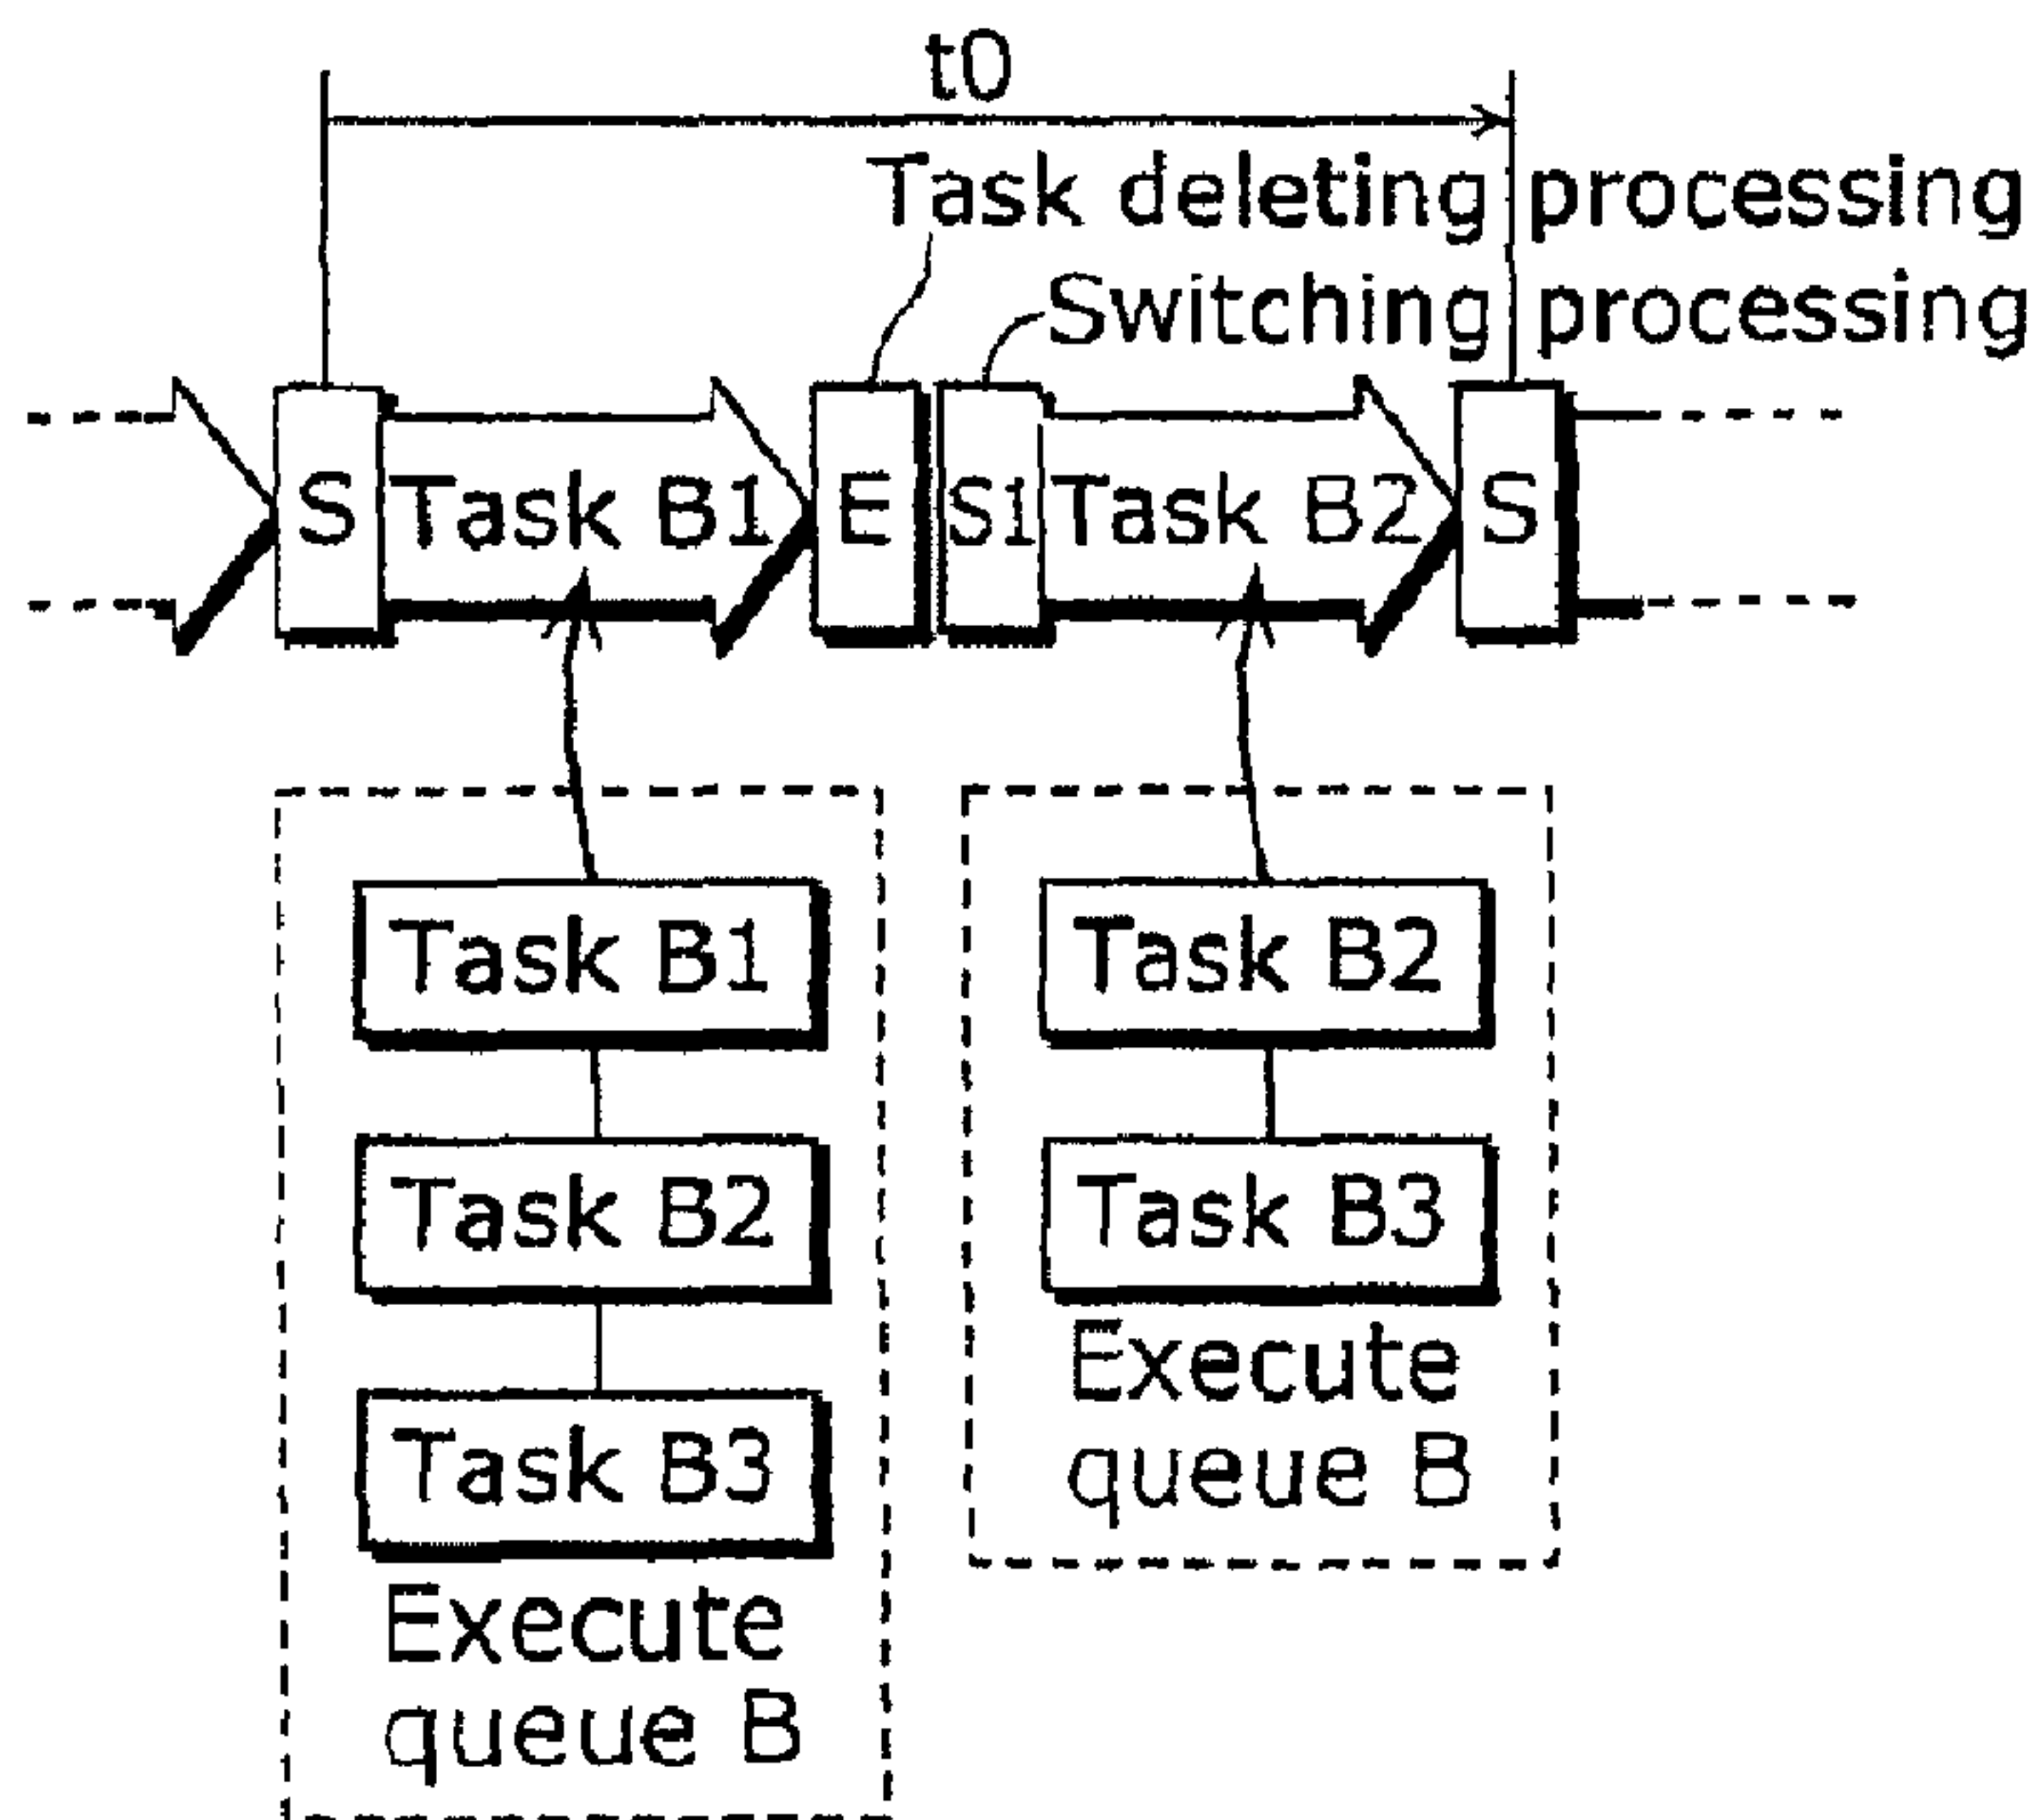 t0
Task deleting processing
Switching processing
S Task B1 E S1 Task B2 S
Task B1
Task B2
Task B3
Execute
queue B
Task B2
Task B3
Execute
queue B